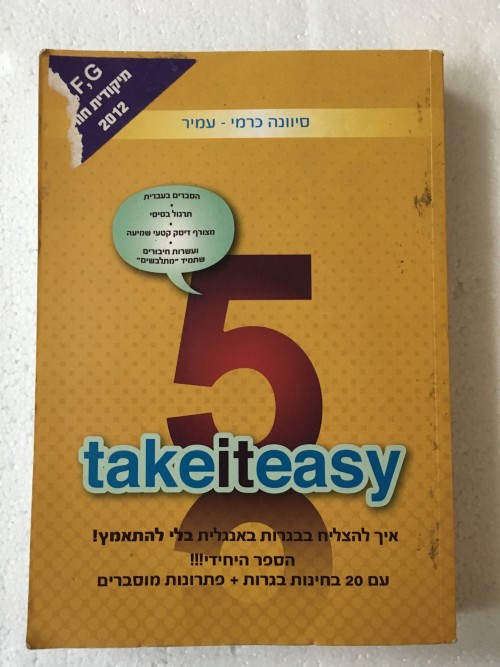 F,G
מיקודית
2012
סיוונה כרמי - עמיר
הסברים בעברית
•
תרגול בסיסי
•
מצורף דיסק קטעי שמיעה
•
ועשרות חיבורים
שתמיד "מתלבשים"
5
takeiteasy
איך להצליח בבגרות באנגלית בלי להתאמץ!
הספר היחידי!!!
עם 20 בחינות בגרות + פתרונות מוסברים